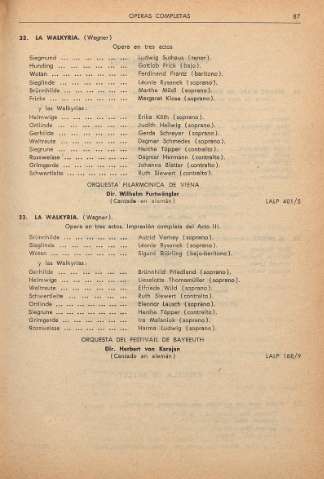 OPERAS COMPLETAS 87
22. LA WALKYRIA. (Wagner)
Opera en tres actos
Siegmund ... Ludwig Suthaus (tenor).
Hunding ... Gottlob Frick (bajo).
Wotan ... Ferdinand Frantz (barítono).
Sieglinde ... Léonie Rysanek (soprano).
Brünnhilde ... Martha Mödl (soprano).
Fricka ... Margaret Klose (soprano).
y las Walkyrias:
Helmwige ... Erika Köth (soprano).
Ortlinde ... Judith Hellwig (soprano).
Gerhilde ... Gerda Schreyer (soprano).
Waltraute ... Dagmar Schmedes (soprano).
Siegrune ... Hertha Töpper (contralto).
Rossweisse ... Dagmar Hermann (contralto).
Grimgerde ... Johanna Blatter (contralto).
Schwertleite ... Ruth Siewert (contralto).
ORQUESTA FILARMONICA DE VIENA
Dir. Wilhelm Furtwängler
(Cantada en alemán) LALP 401/5
23. LA WALKYRIA. (Wagner).
Opera en tres actos. Impresión completa del Acto III.
Brünnhilde ... Astrid Varnay (soprano).
Sieglinde ... Léonie Rysanek (soprano).
Wotan ... Sigurd Björling (bajo-barítono).
y las Walkyrias:
Gerhilde ... Brünnhild Friedland (soprano).
Helmwige ... Lieselotte Thomamüller (soprano).
Waltraute ... Elfriede Wild (soprano).
Schwertleite ... Ruth Siewert (contralto).
Ortlinde ... Eleanor Lausch (soprano).
Siegrune ... Hertha Töpper (contralto).
Grimgerde ... Ira Malaniuk (soprano).
Rossweisse ... Hanna Ludwig (soprano).
ORQUESTA DEL FESTIVAL DE BAYREUTH
Dir. Herbert von Karajan
(Cantada en alemán) LALP 168/9